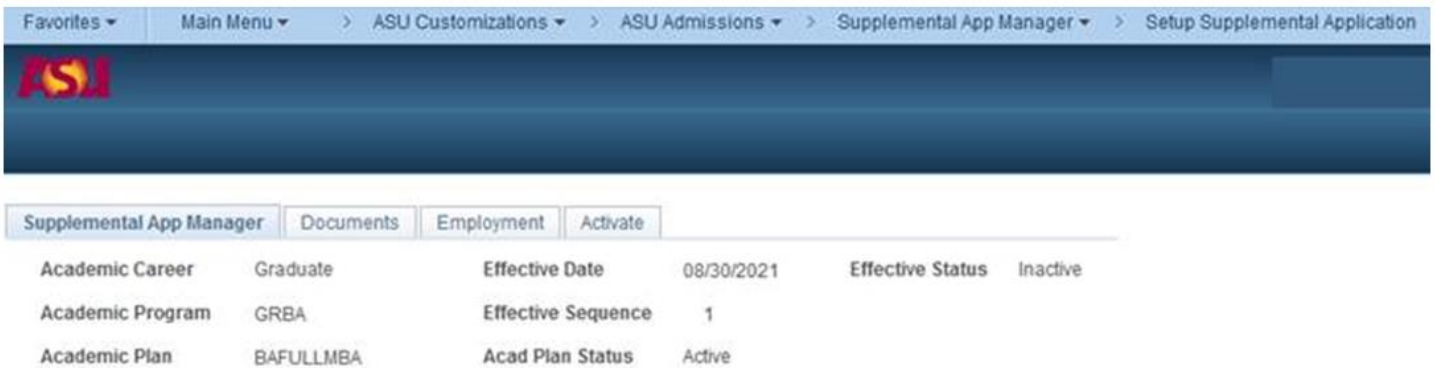 Favorites Main Menu > ASU Customizations > ASU Admissions > Supplemental App Manager > Setup Supplemental Application
ASU
Supplemental App Manager Documents Employment Activate
Academic Career Graduate Effective Date 08/30/2021 Effective Status Inactive
Academic Program GRBA Effective Sequence 1
Academic Plan BAFULLMBA Acad Plan Status Active